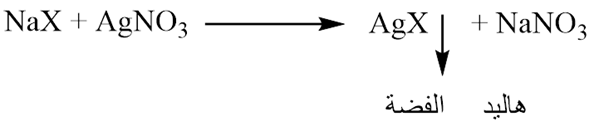 NaX + AgNO3 → AgX ↓ + NaNO3
هاليد الفضة